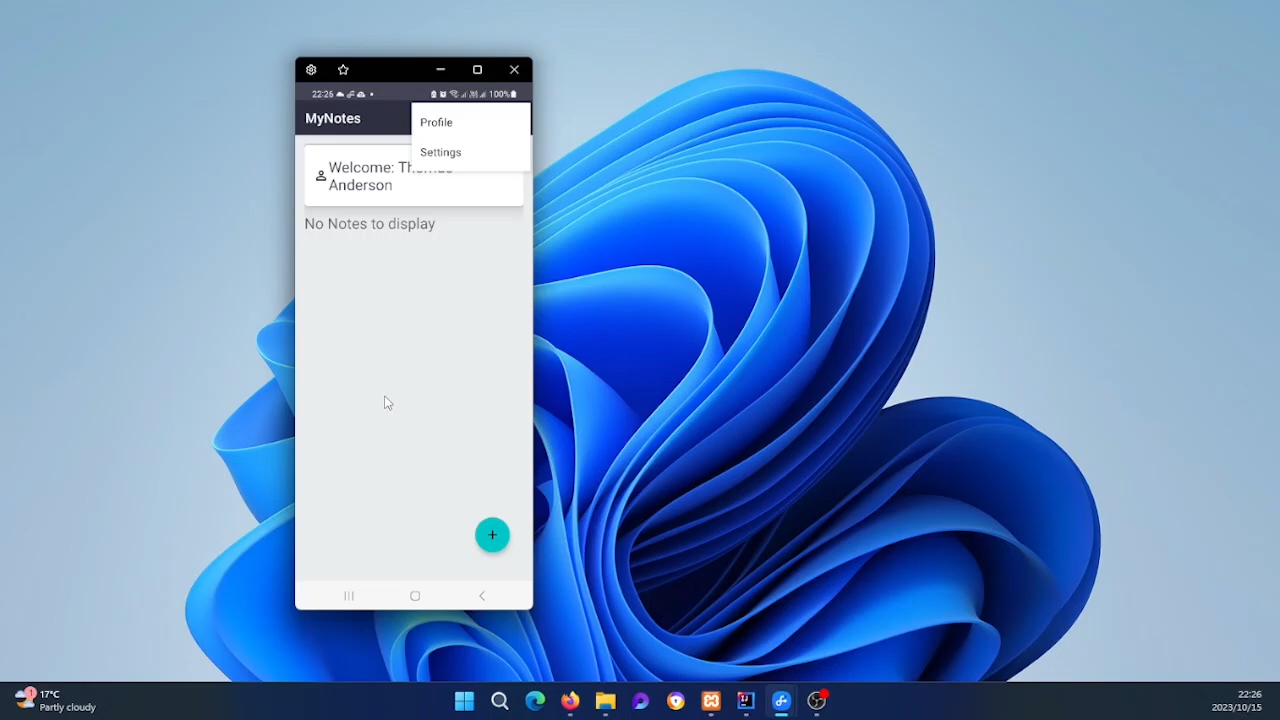 22:26
100%
MyNotes
Profile
Settings
Welcome:
Anderson
No Notes to display
+
1
17°C
Partly cloudy
22:26
2023/10/15